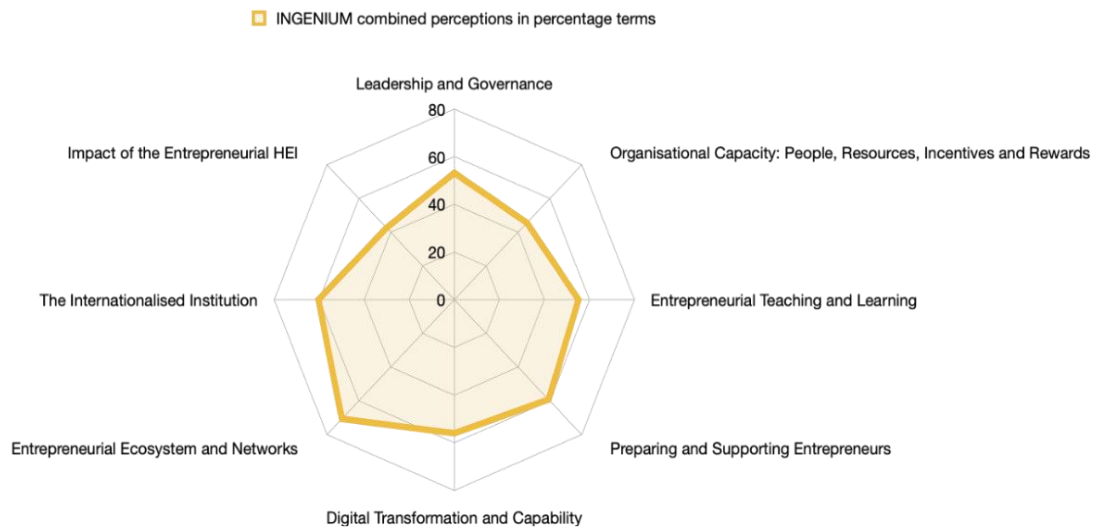 INGENIUM combined perceptions in percentage terms
Leadership and Governance
80
Impact of the Entrepreneurial HEI
Organisational Capacity: People, Resources, Incentives and Rewards
60
40
20
The Internationalised Institution
0
Entrepreneurial Teaching and Learning
Entrepreneurial Ecosystem and Networks
Preparing and Supporting Entrepreneurs
Digital Transformation and Capability